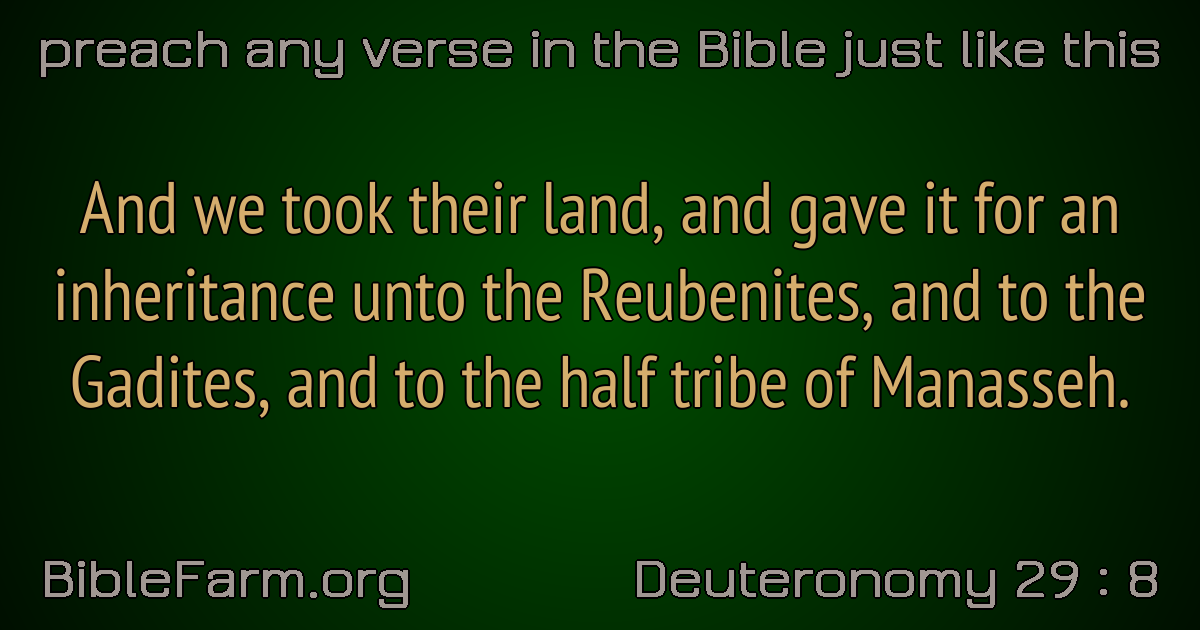 preach any verse in the Bible just like this
And we took their land, and gave it for an
inheritance unto the Reubenites, and to the
Gadites, and to the half tribe of Manasseh.
BibleFarm.org
Deuteronomy 29 : 8